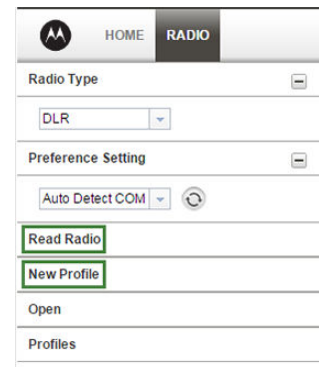 HOME RADIO
Radio Type
DLR
Preference Setting
Auto Detect COM
Read Radio
New Profile
Open
Profiles